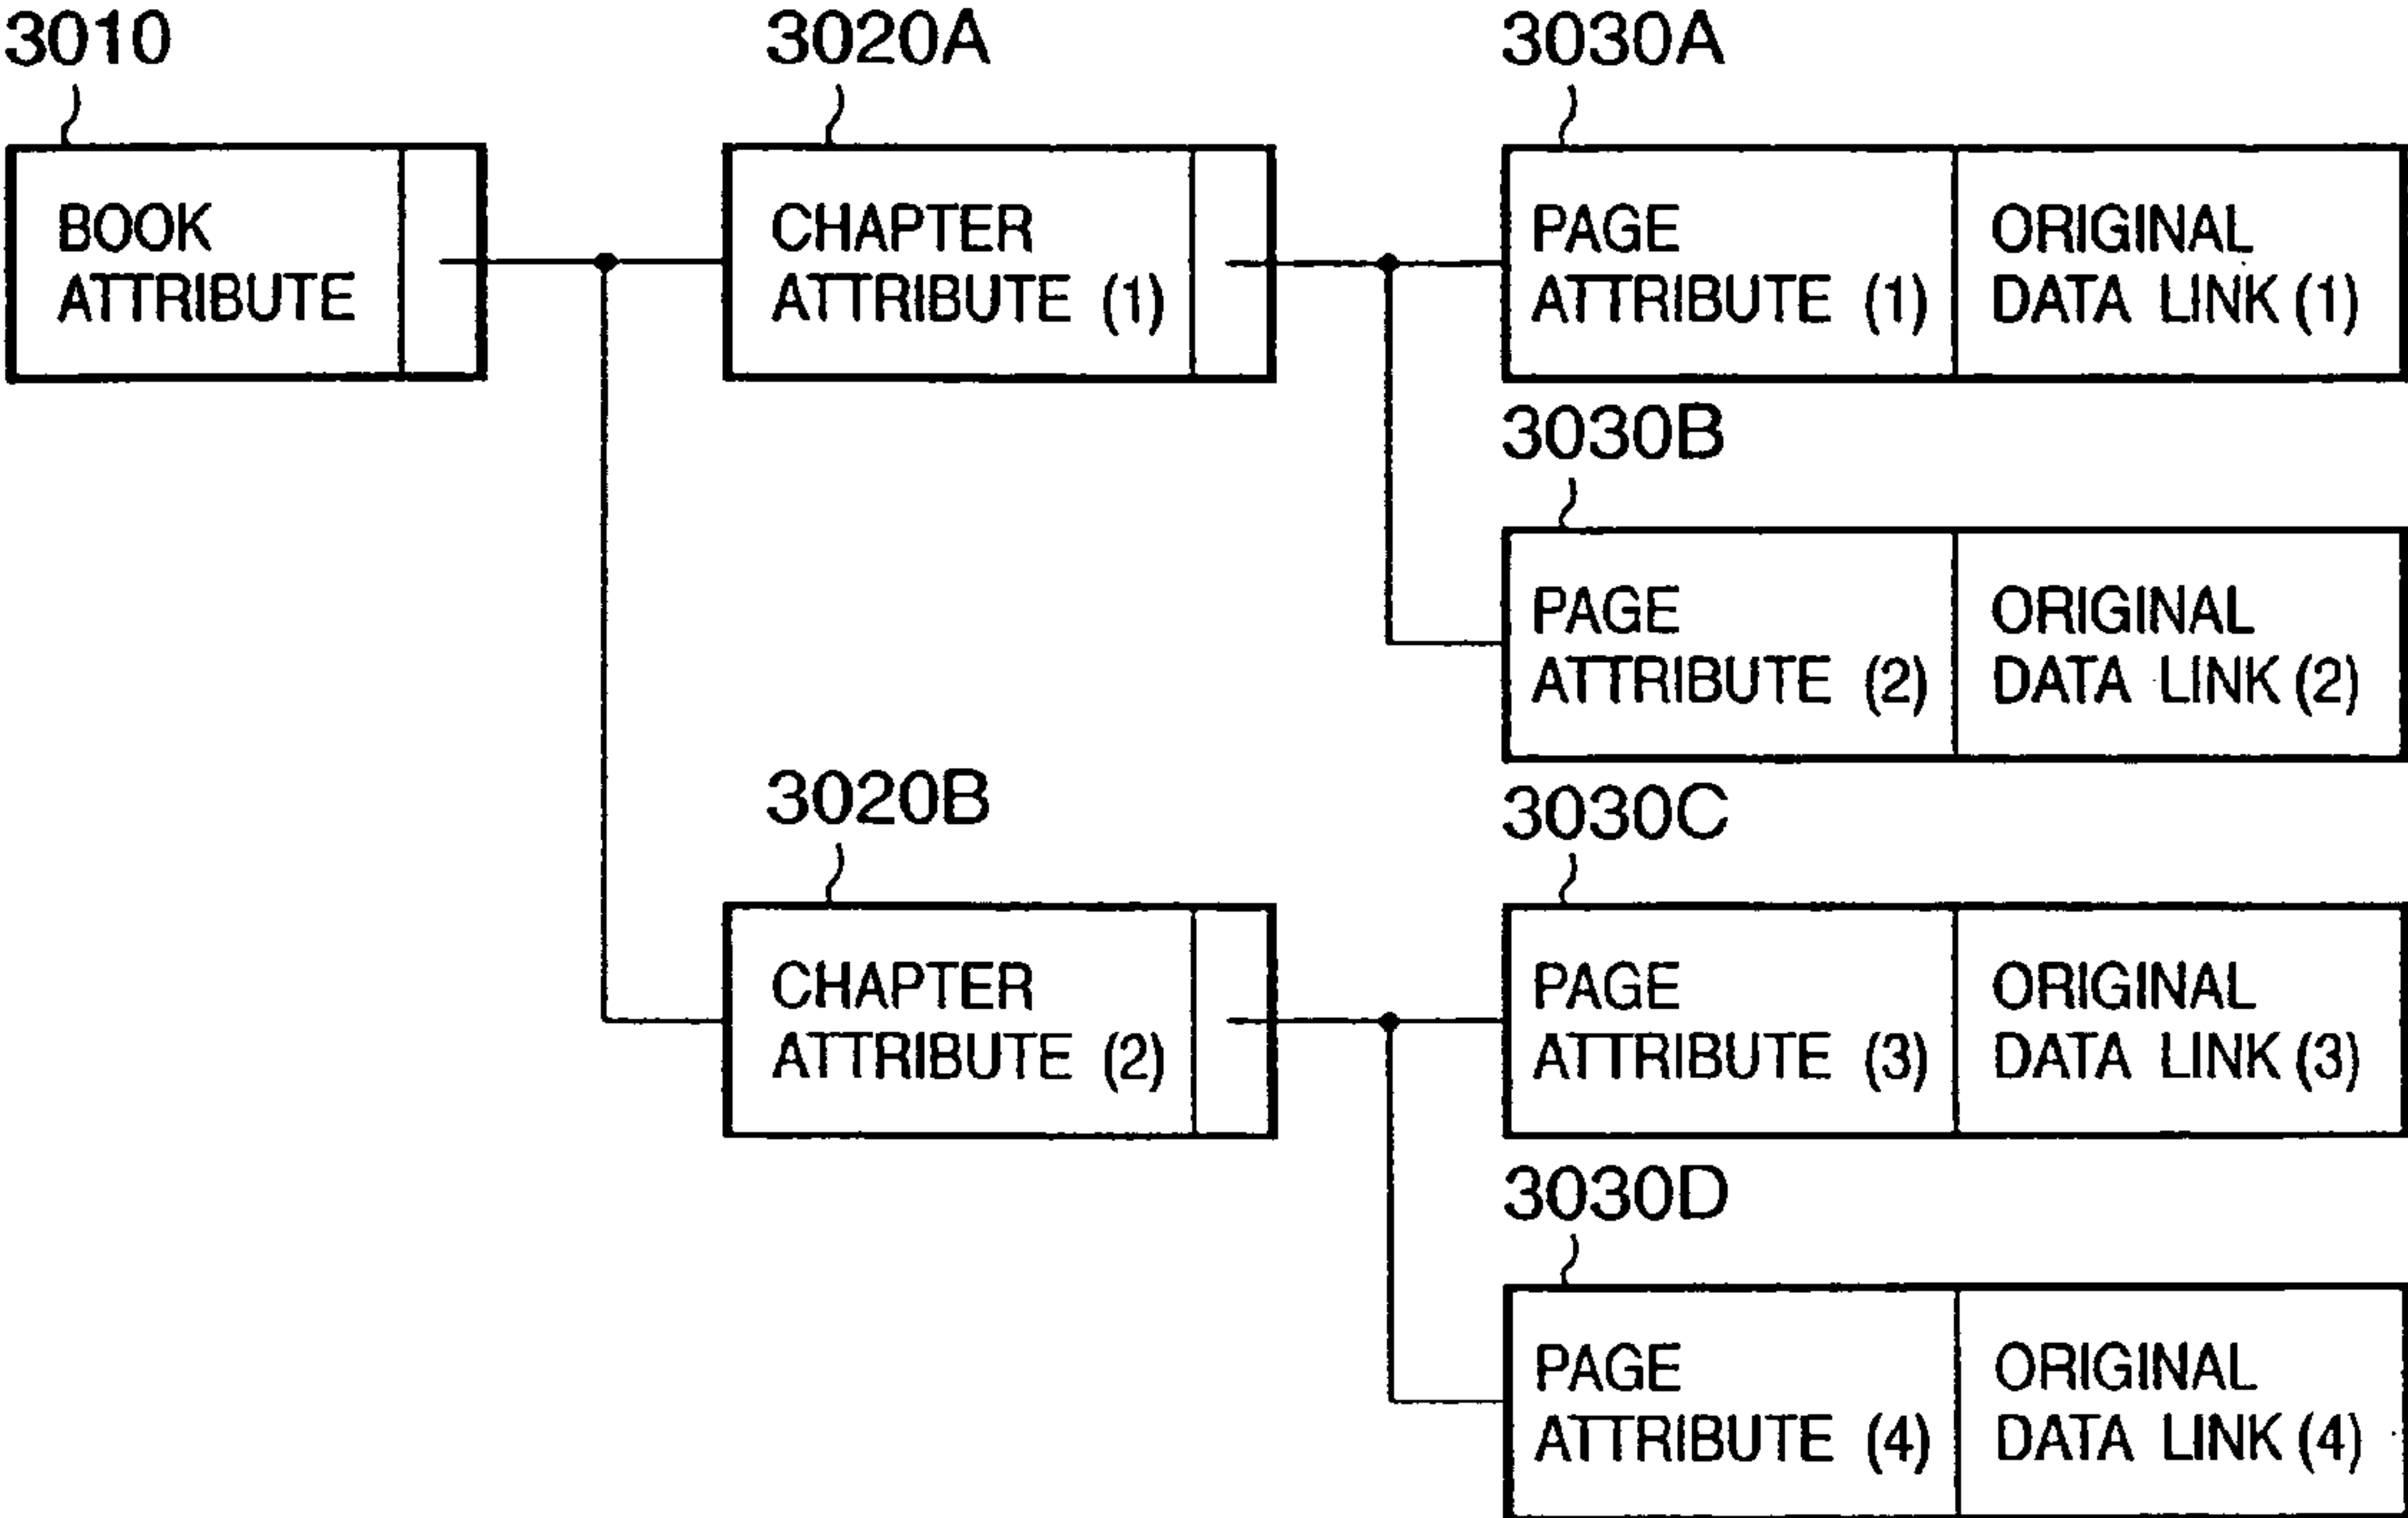 3010
3020A
3030A
BOOK
ATTRIBUTE
CHAPTER
ATTRIBUTE (1)
PAGE
ATTRIBUTE (1)
ORIGINAL
DATA LINK (1)
3030B
PAGE
ATTRIBUTE (2)
ORIGINAL
DATA LINK (2)
3020B
3030C
CHAPTER
ATTRIBUTE (2)
PAGE
ATTRIBUTE (3)
ORIGINAL
DATA LINK (3)
3030D
PAGE
ATTRIBUTE (4)
ORIGINAL
DATA LINK (4)